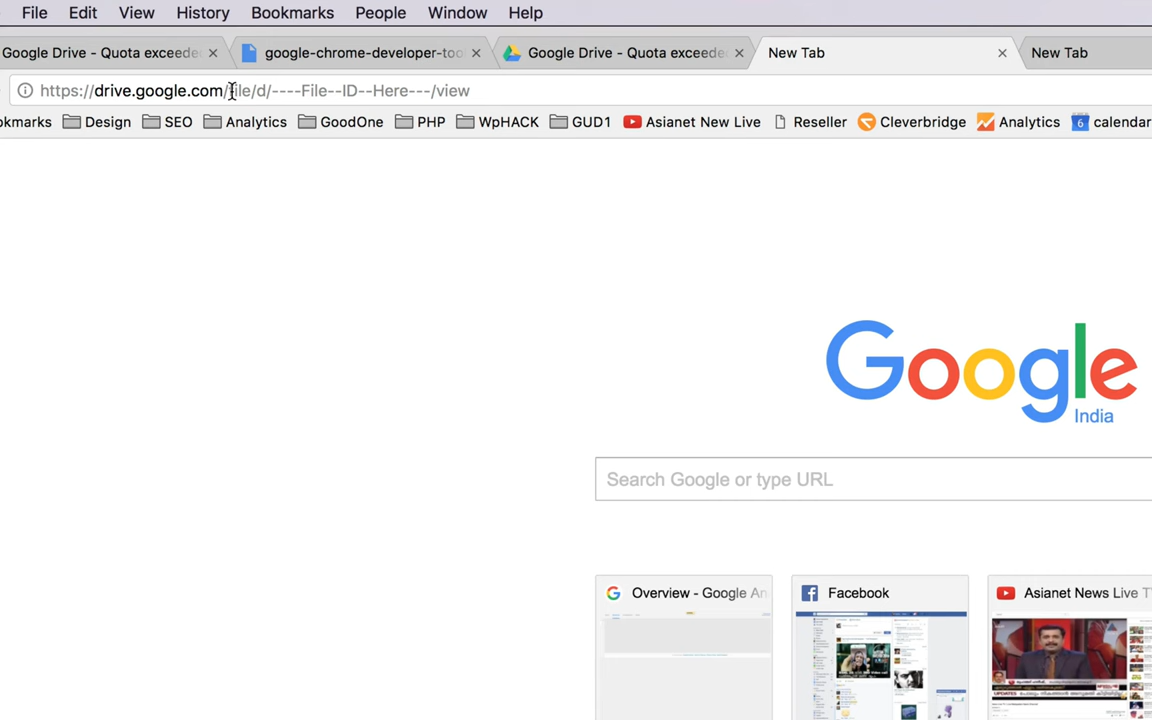 File Edit View History Bookmarks People Window Help
Google Drive - Quota exceede google-chrome-developer-too Google Drive - Quota exceede New Tab New Tab
https://drive.google.com/file/d/----File--ID--Here---/view
okmarks Design SEO Analytics GoodOne PHP WpHACK GUD1 Asianet New Live Reseller Cleverbridge Analytics 6 calendar
Google
India
Search Google or type URL
G Overview - Google An Facebook Asianet News Live T
UPDATES